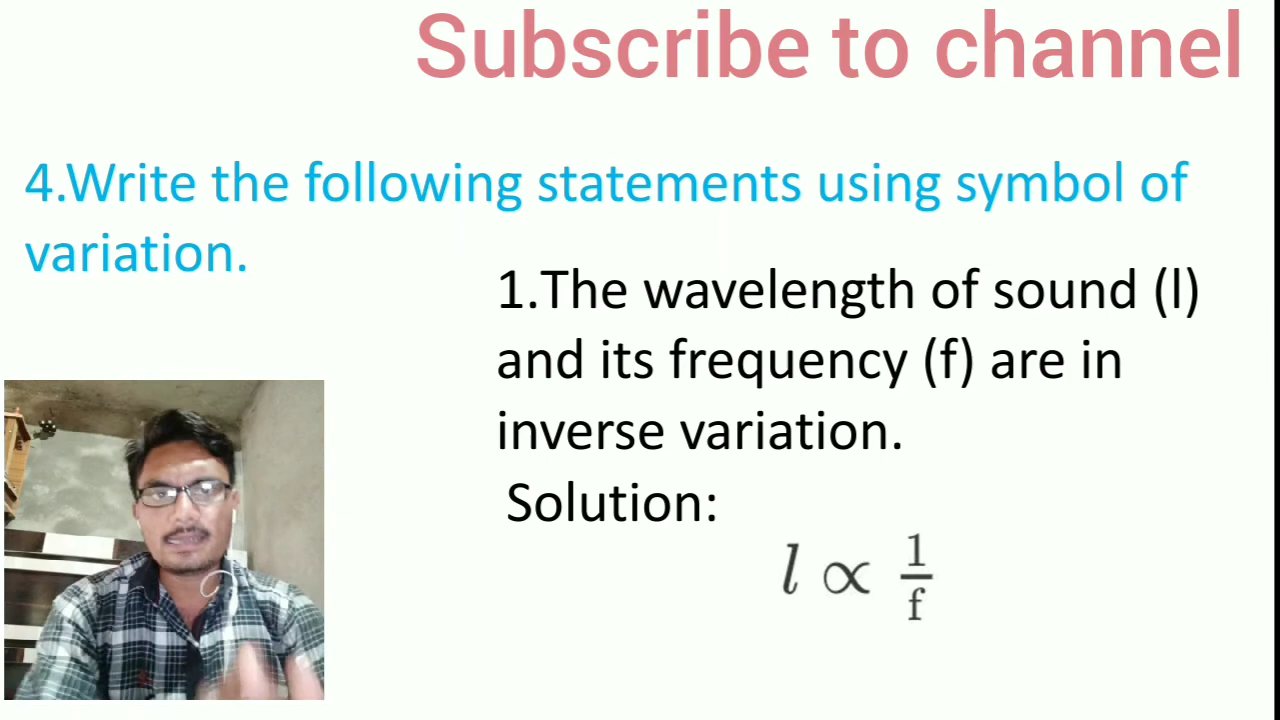 Subscribe to channel
4.Write the following statements using symbol of
variation.
1.The wavelength of sound (l)
and its frequency (f) are in
inverse variation.
Solution:
l ∝ 1/f